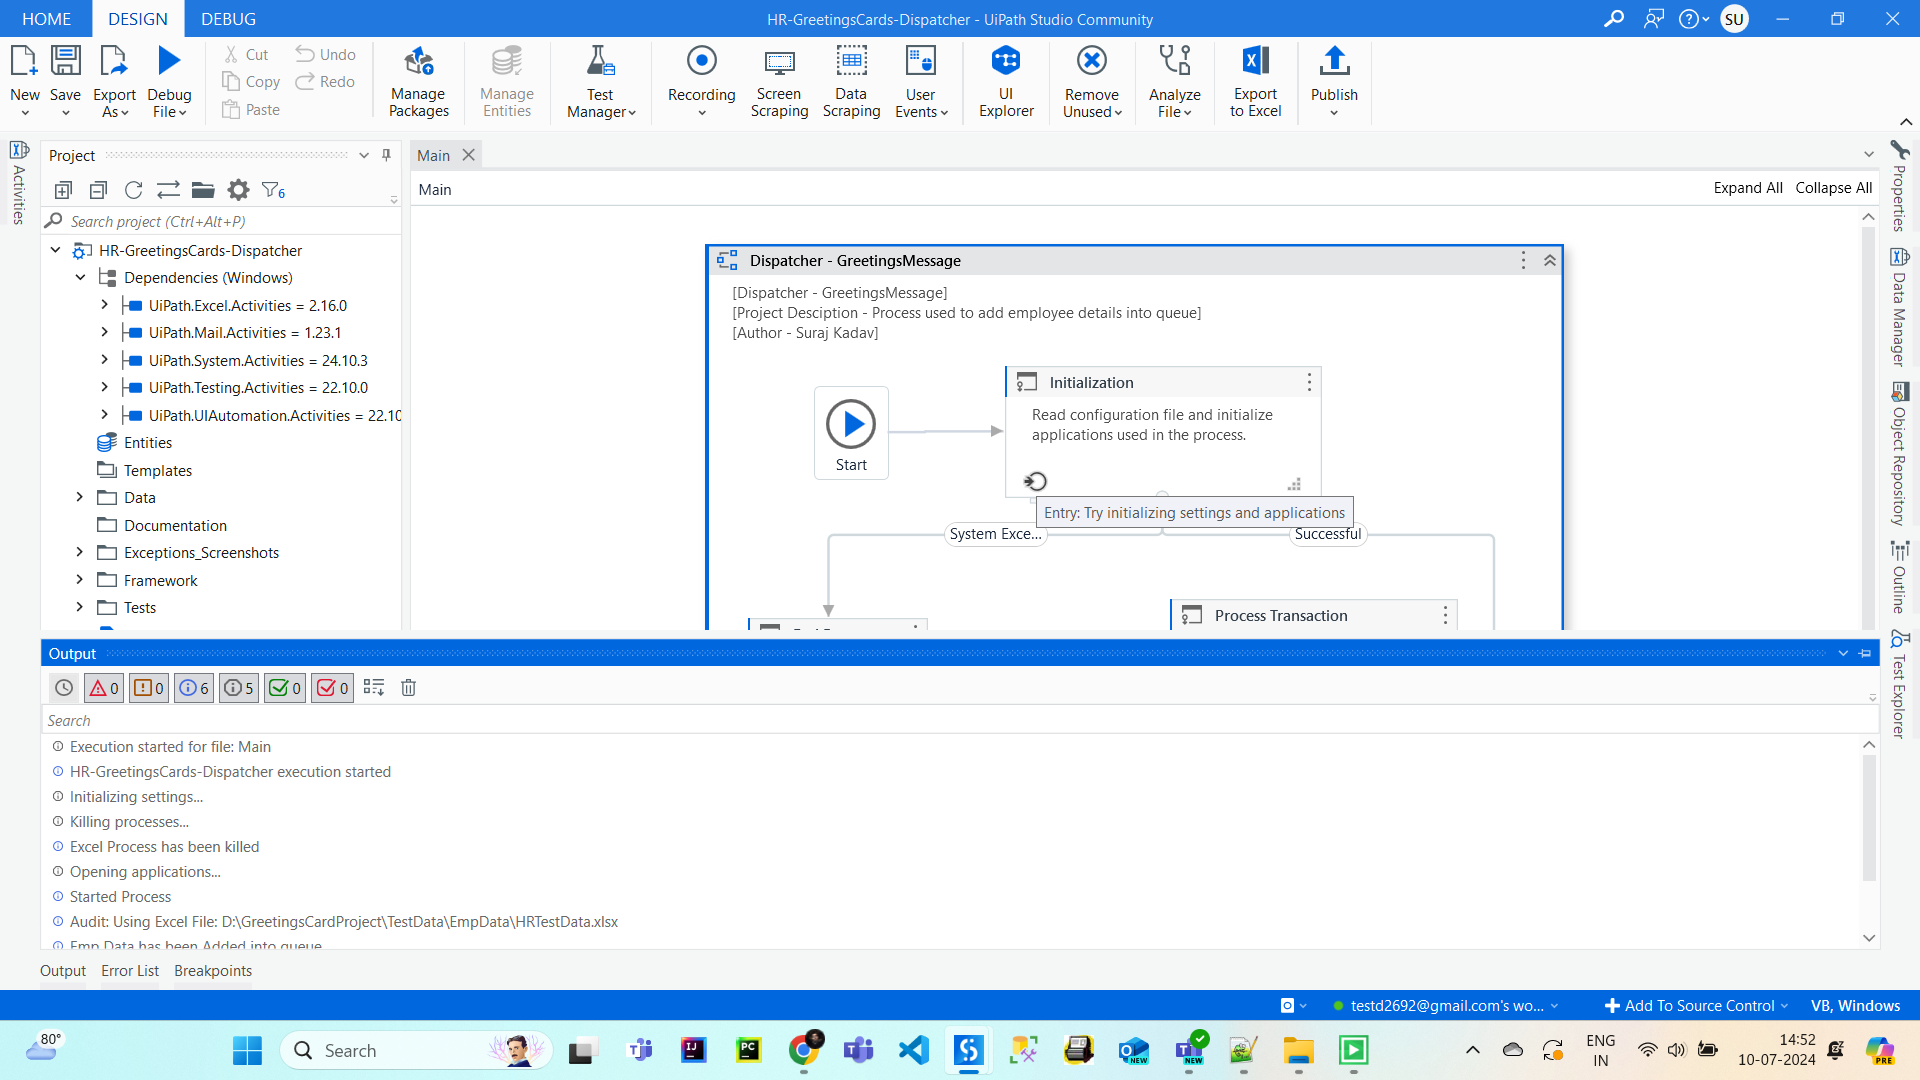 HOME
DESIGN
DEBUG
HR-GreetingsCards-Dispatcher - UiPath Studio Community
SU
New
Save
Export As
Debug File
Cut
Copy
Paste
Undo
Redo
Manage Packages
Manage Entities
Test Manager
Recording
Screen Scraping
Data Scraping
User Events
UI Explorer
Remove Unused
Analyze File
Export to Excel
Publish
Activities
Project
6
Search project (Ctrl+Alt+P)
HR-GreetingsCards-Dispatcher
Dependencies (Windows)
UiPath.Excel.Activities = 2.16.0
UiPath.Mail.Activities = 1.23.1
UiPath.System.Activities = 24.10.3
UiPath.Testing.Activities = 22.10.0
UiPath.UIAutomation.Activities = 22.10
Entities
Templates
Data
Documentation
Exceptions_Screenshots
Framework
Tests
Main
Main
Expand All
Collapse All
Dispatcher - GreetingsMessage
[Dispatcher - GreetingsMessage]
[Project Desciption - Process used to add employee details into queue]
[Author - Suraj Kadav]
Start
Initialization
Read configuration file and initialize
applications used in the process.
Entry: Try initializing settings and applications
System Exce...
Successful
Process Transaction
Properties
Data Manager
Object Repository
Outline
Test Explorer
Output
0
0
6
5
0
0
Search
Execution started for file: Main
HR-GreetingsCards-Dispatcher execution started
Initializing settings...
Killing processes...
Excel Process has been killed
Opening applications...
Started Process
Audit: Using Excel File: D:\GreetingsCardProject\TestData\EmpData\HRTestData.xlsx
Emp Data has been Added into queue
Output
Error List
Breakpoints
testd2692@gmail.com's wo...
Add To Source Control
VB, Windows
80°
Search
IJ
PC
NEW
NEW
ENG
IN
14:52
10-07-2024
PRE